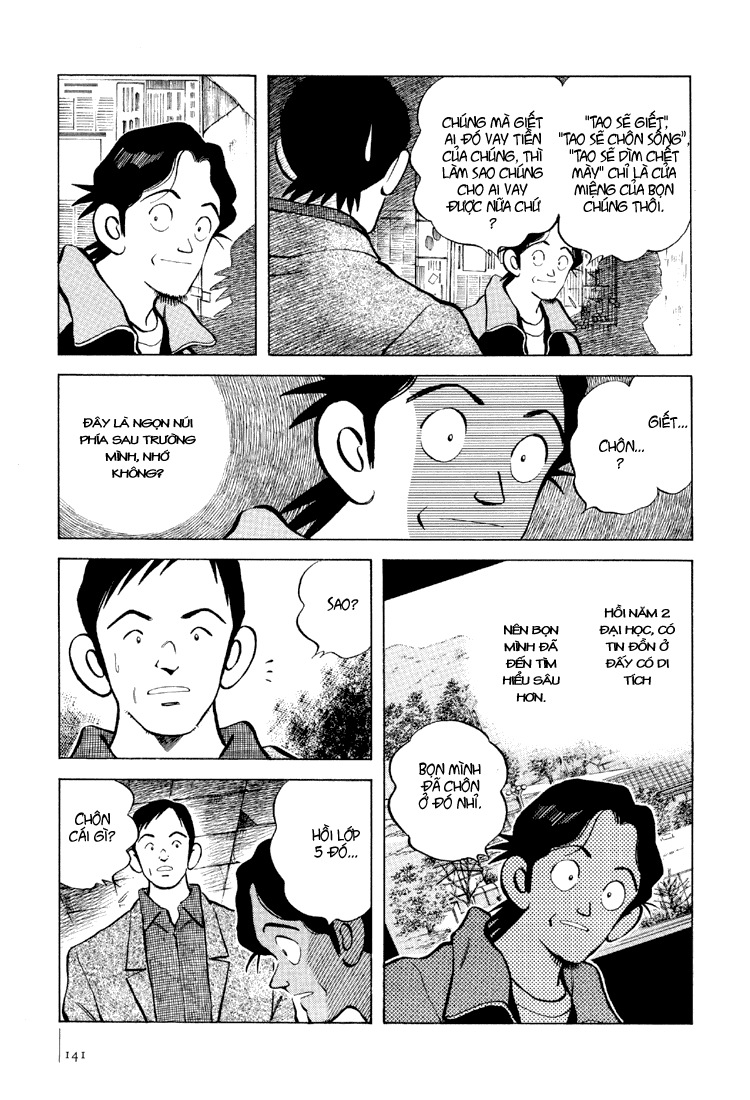 "TAO SẼ GIẾT",
"TAO SẼ CHÔN SỐNG",
"TAO SẼ DÌM CHẾT
MÀY" CHỈ LÀ CỬA
MIỆNG CỦA BỌN
CHÚNG THÔI.
CHÚNG MÀ GIẾT
AI ĐÓ VAY TIỀN
CỦA CHÚNG, THÌ
LÀM SAO CHÚNG
CHO AI VAY
ĐƯỢC NỮA CHỨ
?
GIẾT...
CHÔN...
?
ĐÂY LÀ NGỌN NÚI
PHÍA SAU TRƯỜNG
MÌNH, NHỚ
KHÔNG?
HỒI NĂM 2
ĐẠI HỌC, CÓ
TIN ĐỒN Ở
ĐẤY CÓ DI
TÍCH
NÊN BỌN
MÌNH ĐÃ
ĐẾN TÌM
HIỂU SÂU
HƠN.
BỌN MÌNH
ĐÃ CHÔN
Ở ĐÓ NHỈ.
SAO?
HỒI LỚP
5 ĐÓ...
CHÔN
CÁI GÌ?
141